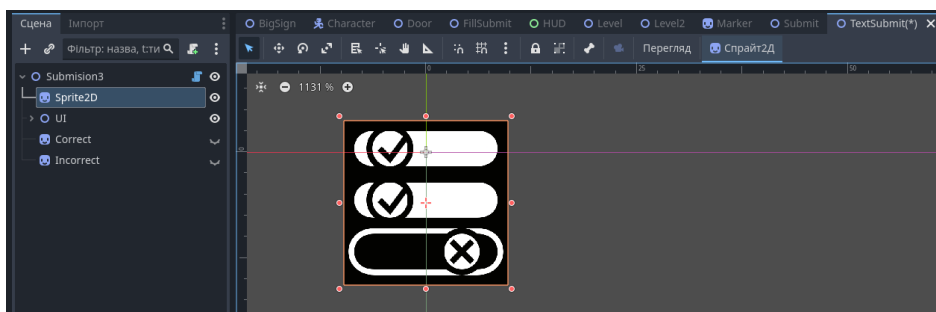 Сцена Імпорт
BigSign Character Door FillSubmit HUD Level Level2 Marker Submit TextSubmit(*)
Фільтр: назва, t:ти
Перегляд Спрайт2Д
Submision3
Sprite2D
UI
Correct
Incorrect
0 25 50
1131 %
0